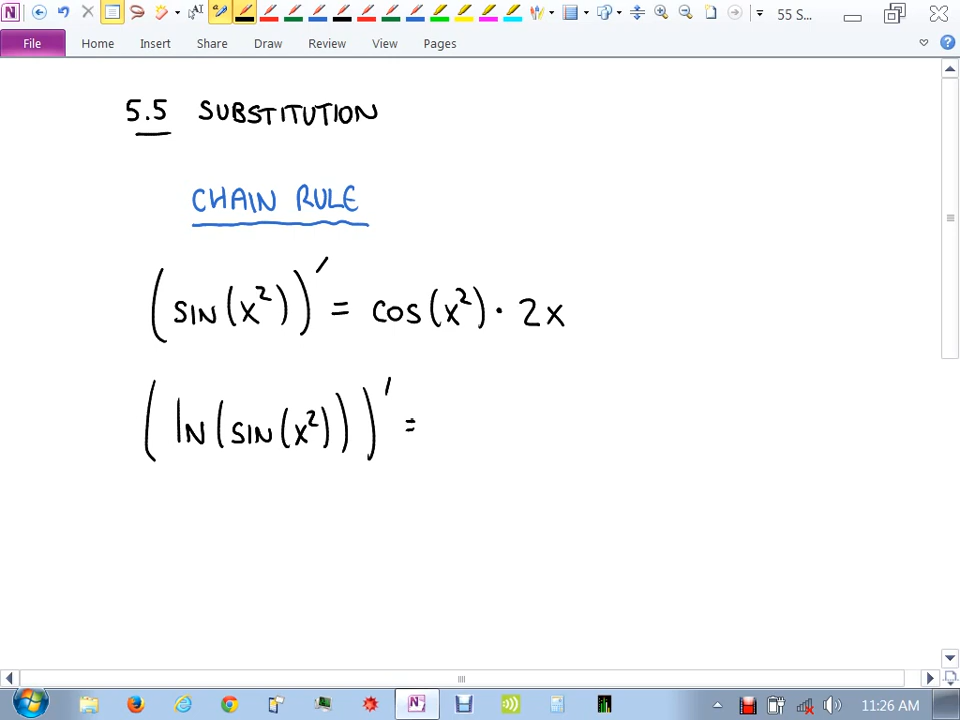 55 S...
File Home Insert Share Draw Review View Pages
5.5 SUBSTITUTION
CHAIN RULE
(SIN(x²))′ = COS(x²) · 2x
(lN(SIN(x²)))′ =
11:26 AM